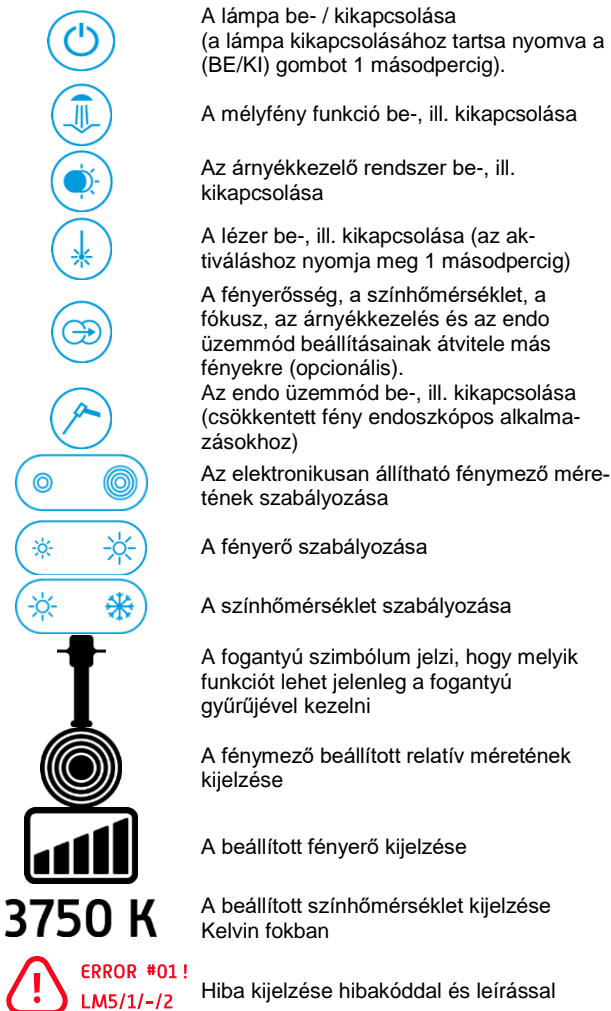 A lámpa be- / kikapcsolása
(a lámpa kikapcsolásához tartsa nyomva a
(BE/KI) gombot 1 másodpercig).
A mélyfény funkció be-, ill. kikapcsolása
Az árnyékkezelő rendszer be-, ill.
kikapcsolása
A lézer be-, ill. kikapcsolása (az ak-
tiváláshoz nyomja meg 1 másodpercig)
A fényerősség, a színhőmérséklet, a
fókusz, az árnyékkezelés és az endo
üzemmód beállításainak átvitele más
fényekre (opcionális).
Az endo üzemmód be-, ill. kikapcsolása
(csökkentett fény endoszkópos alkalma-
zásokhoz)
Az elektronikusan állítható fénymező mére-
tének szabályozása
A fényerő szabályozása
A színhőmérséklet szabályozása
A fogantyú szimbólum jelzi, hogy melyik
funkciót lehet jelenleg a fogantyú
gyűrűjével kezelni
A fénymező beállított relatív méretének
kijelzése
A beállított fényerő kijelzése
3750 K
A beállított színhőmérséklet kijelzése
Kelvin fokban
ERROR #01 !
LM5/1/-/2
Hiba kijelzése hibakóddal és leírással